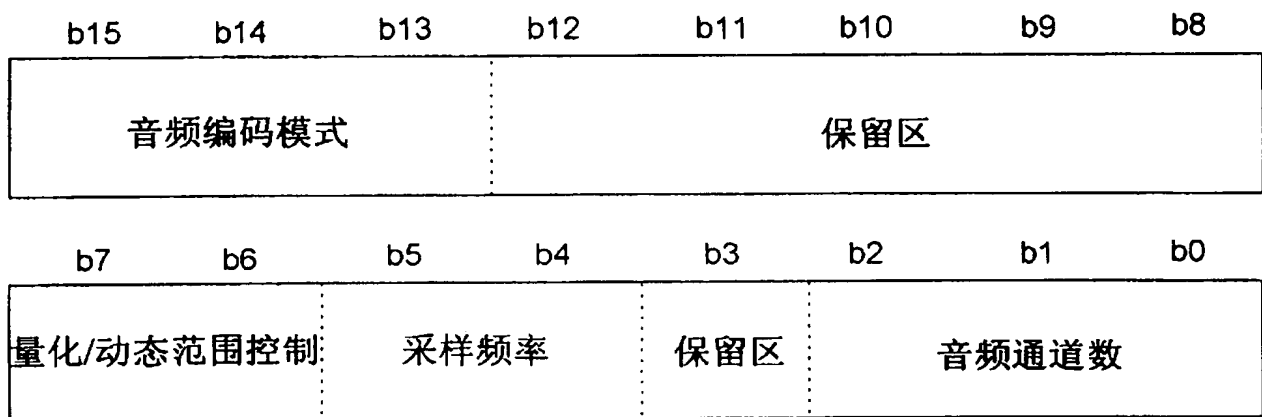 b15 b14 b13 b12 b11 b10 b9 b8
音频编码模式 保留区
b7 b6 b5 b4 b3 b2 b1 b0
量化/动态范围控制 采样频率 保留区 音频通道数